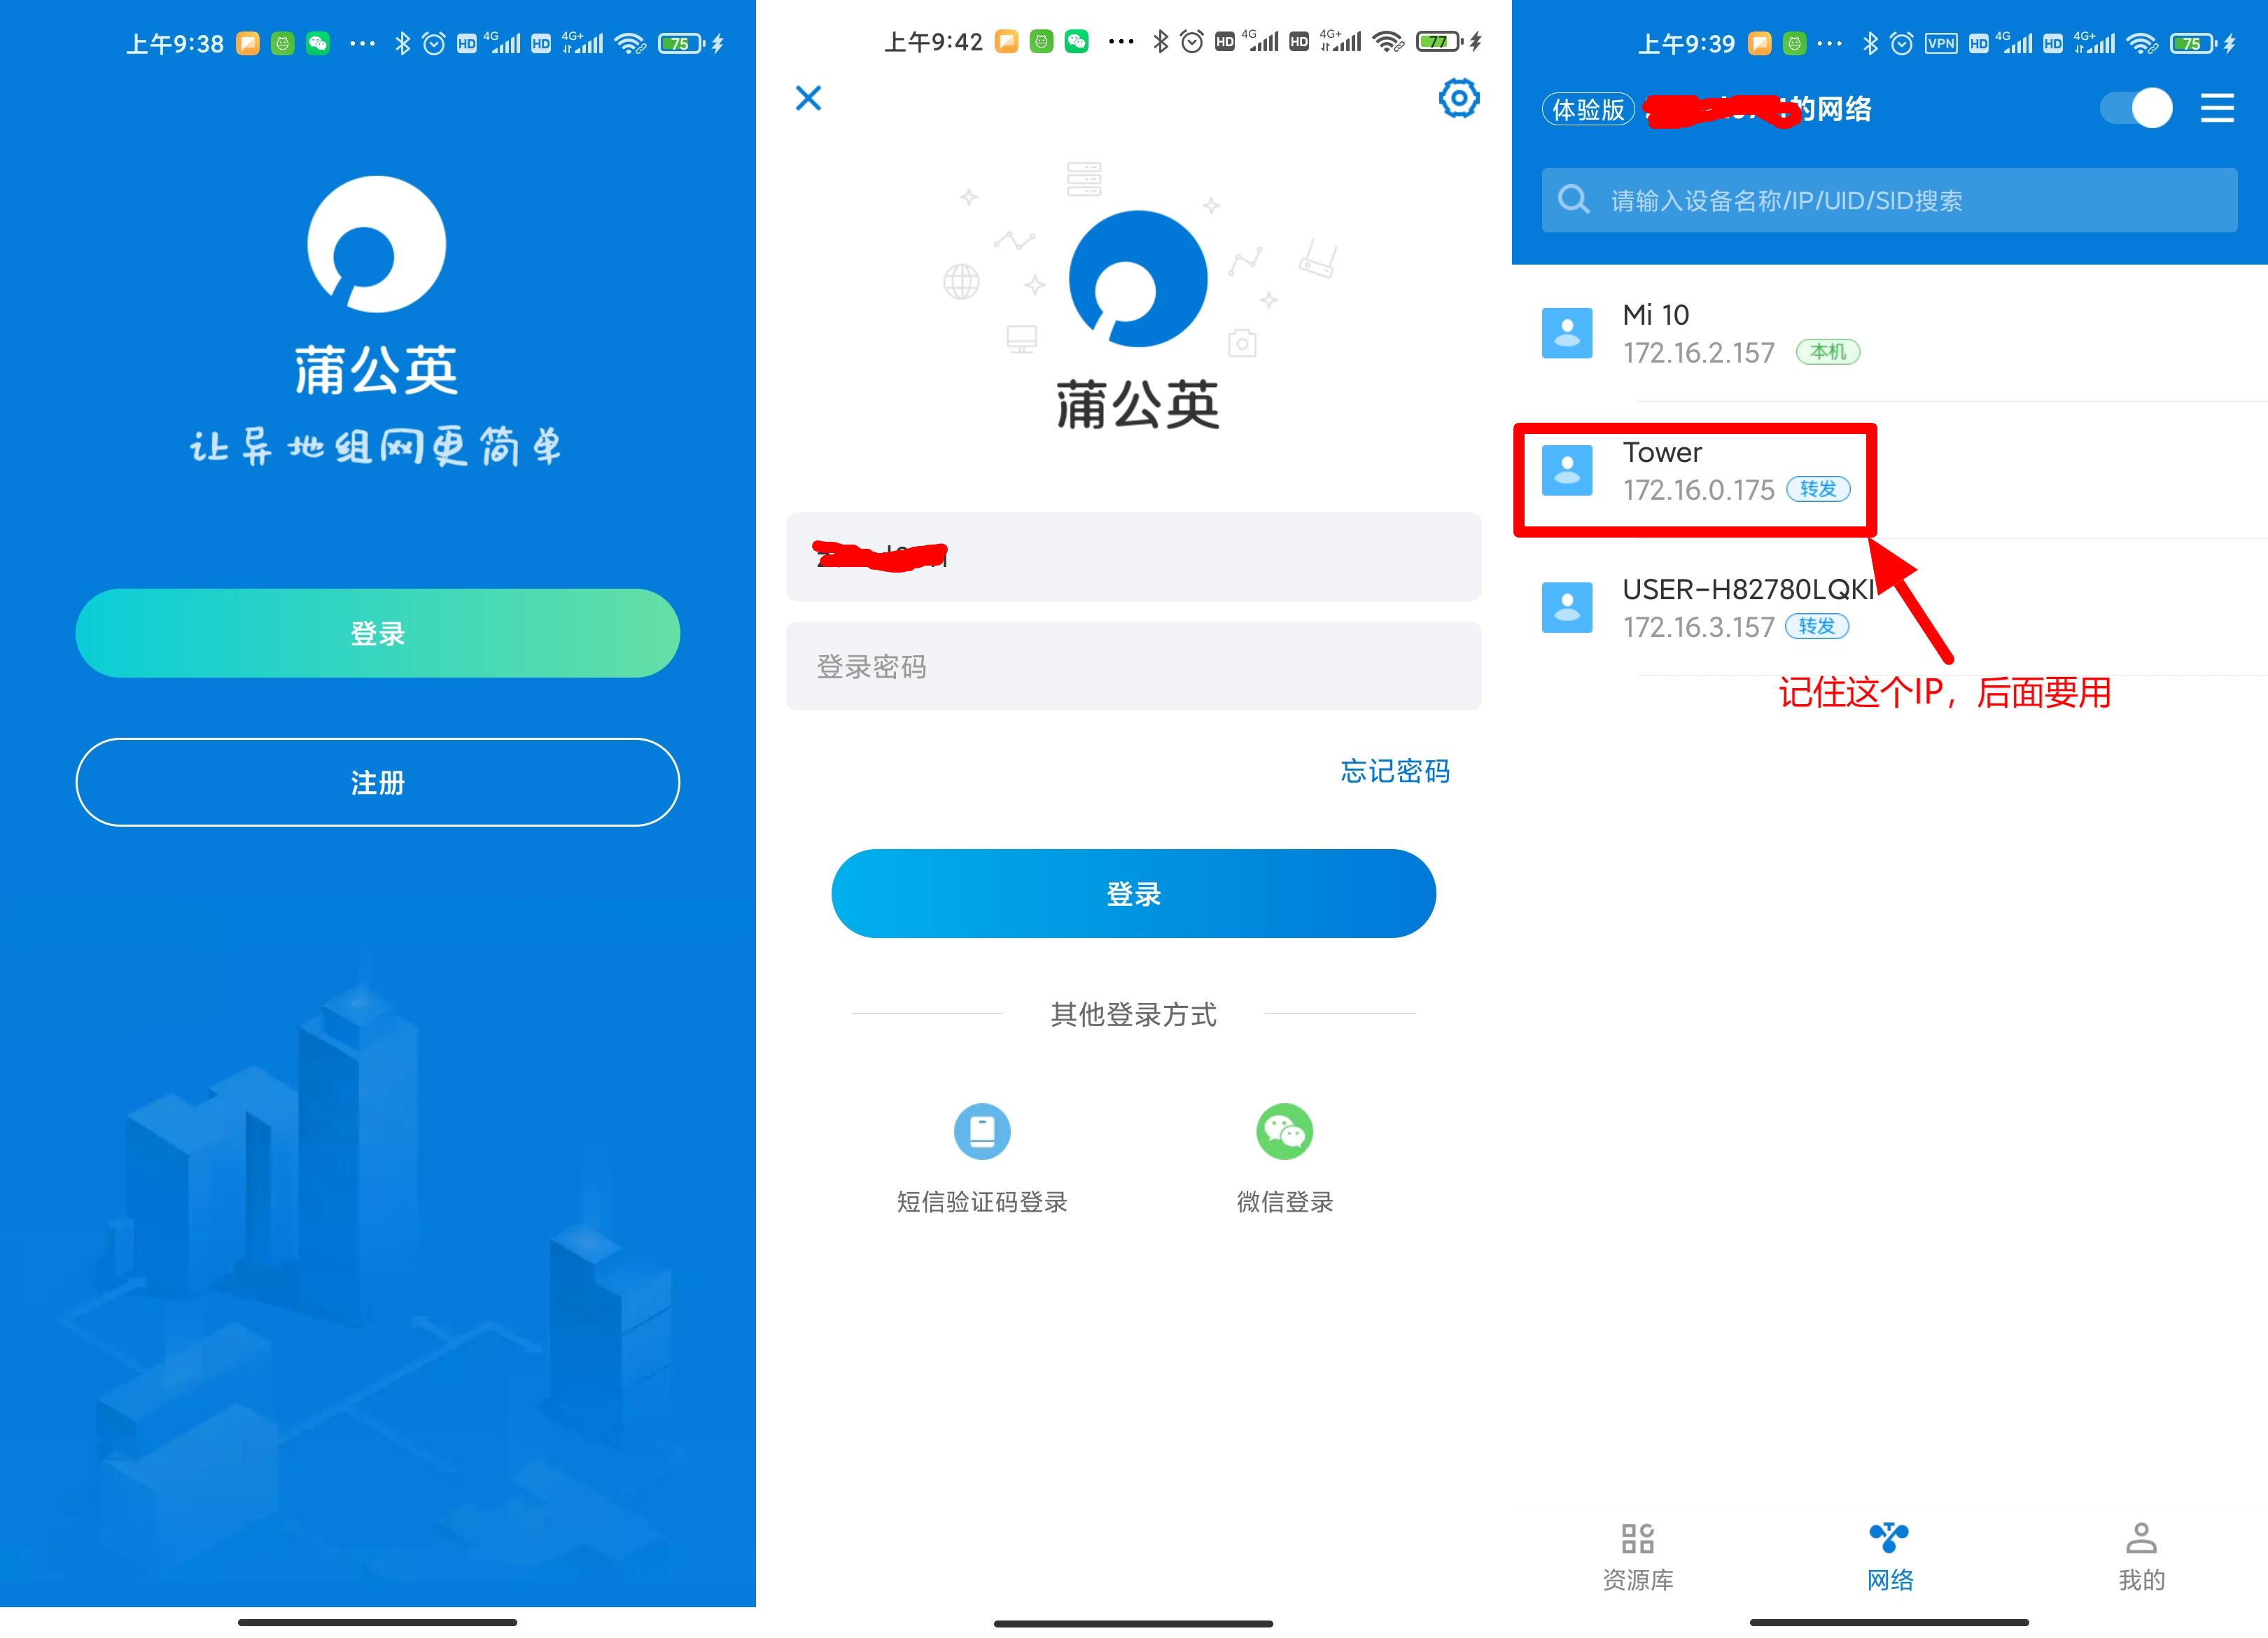 上午9:38
HD 4G HD 4G+ 75
蒲公英
让异地组网更简单
登录
注册
上午9:42
HD 4G HD 4G+ 77
蒲公英
登录密码
忘记密码
登录
其他登录方式
短信验证码登录
微信登录
上午9:39
VPN HD 4G HD 4G+ 75
体验版
的网络
请输入设备名称/IP/UID/SID搜索
Mi 10
172.16.2.157 本机
Tower
172.16.0.175 转发
USER-H82780LQKI
172.16.3.157 转发
记住这个IP，后面要用
资源库
网络
我的